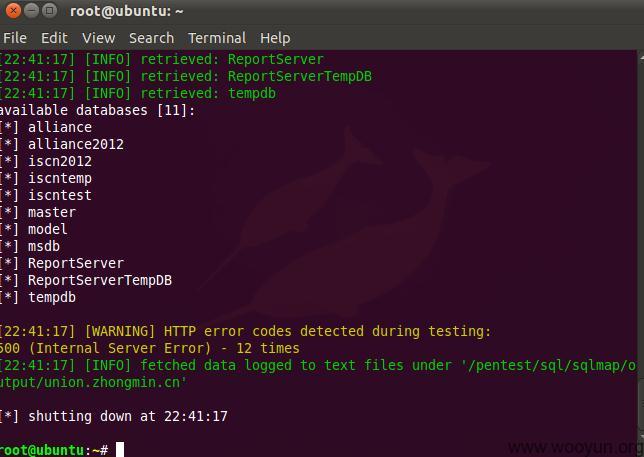 root@ubuntu: ~
File Edit View Search Terminal Help
[22:41:17] [INFO] retrieved: ReportServer
[22:41:17] [INFO] retrieved: ReportServerTempDB
[22:41:17] [INFO] retrieved: tempdb
available databases [11]:
[*] alliance
[*] alliance2012
[*] iscn2012
[*] iscntemp
[*] iscntest
[*] master
[*] model
[*] msdb
[*] ReportServer
[*] ReportServerTempDB
[*] tempdb
[22:41:17] [WARNING] HTTP error codes detected during testing:
500 (Internal Server Error) - 12 times
[22:41:17] [INFO] fetched data logged to text files under '/pentest/sql/sqlmap/o
utput/union.zhongmin.cn'
[*] shutting down at 22:41:17
root@ubuntu:~#
www.wooyun.org